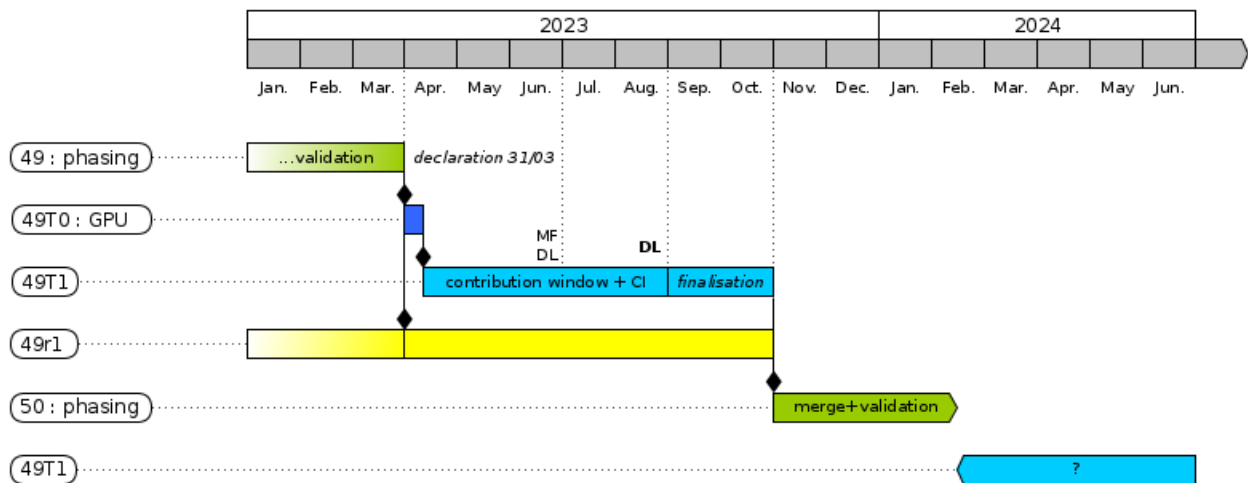 2023 2024
Jan. Feb. Mar. Apr. May Jun. Jul. Aug. Sep. Oct. Nov. Dec. Jan. Feb. Mar. Apr. May Jun.
49 : phasing ...validation declaration 31/03
49T0 : GPU
MF
DL DL
49T1 contribution window + CI finalisation
49r1
50 : phasing merge+validation
49T1 ?